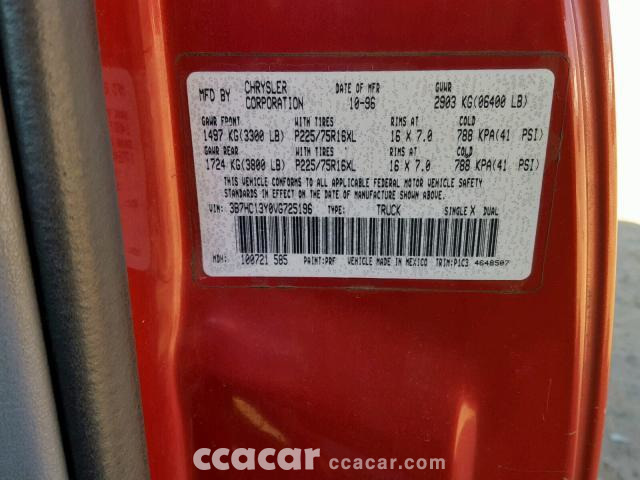 MFD BY CHRYSLER CORPORATION DATE OF MFR 10-96 GVWR 2903 KG(06400 LB)
GAWR FRONT WITH TIRES RIMS AT COLD
1497 KG(3300 LB) P225/75R16XL 16 X 7.0 788 KPA(41 PSI)
GAWR REAR WITH TIRES RIMS AT COLD
1724 KG(3800 LB) P225/75R16XL 16 X 7.0 788 KPA(41 PSI)
THIS VEHICLE CONFORMS TO ALL APPLICABLE FEDERAL MOTOR VEHICLE SAFETY
STANDARDS IN EFFECT ON THE DATE OF MANUFACTURE SHOWN ABOVE.
VIN: 3B7HC13Y0VG725196 TYPE: TRUCK SINGLE X DUAL
MDH: 100721 585 PAINT:PRF VEHICLE MADE IN MEXICO TRIM:P1C3 4648507
ccacar ccacar.com